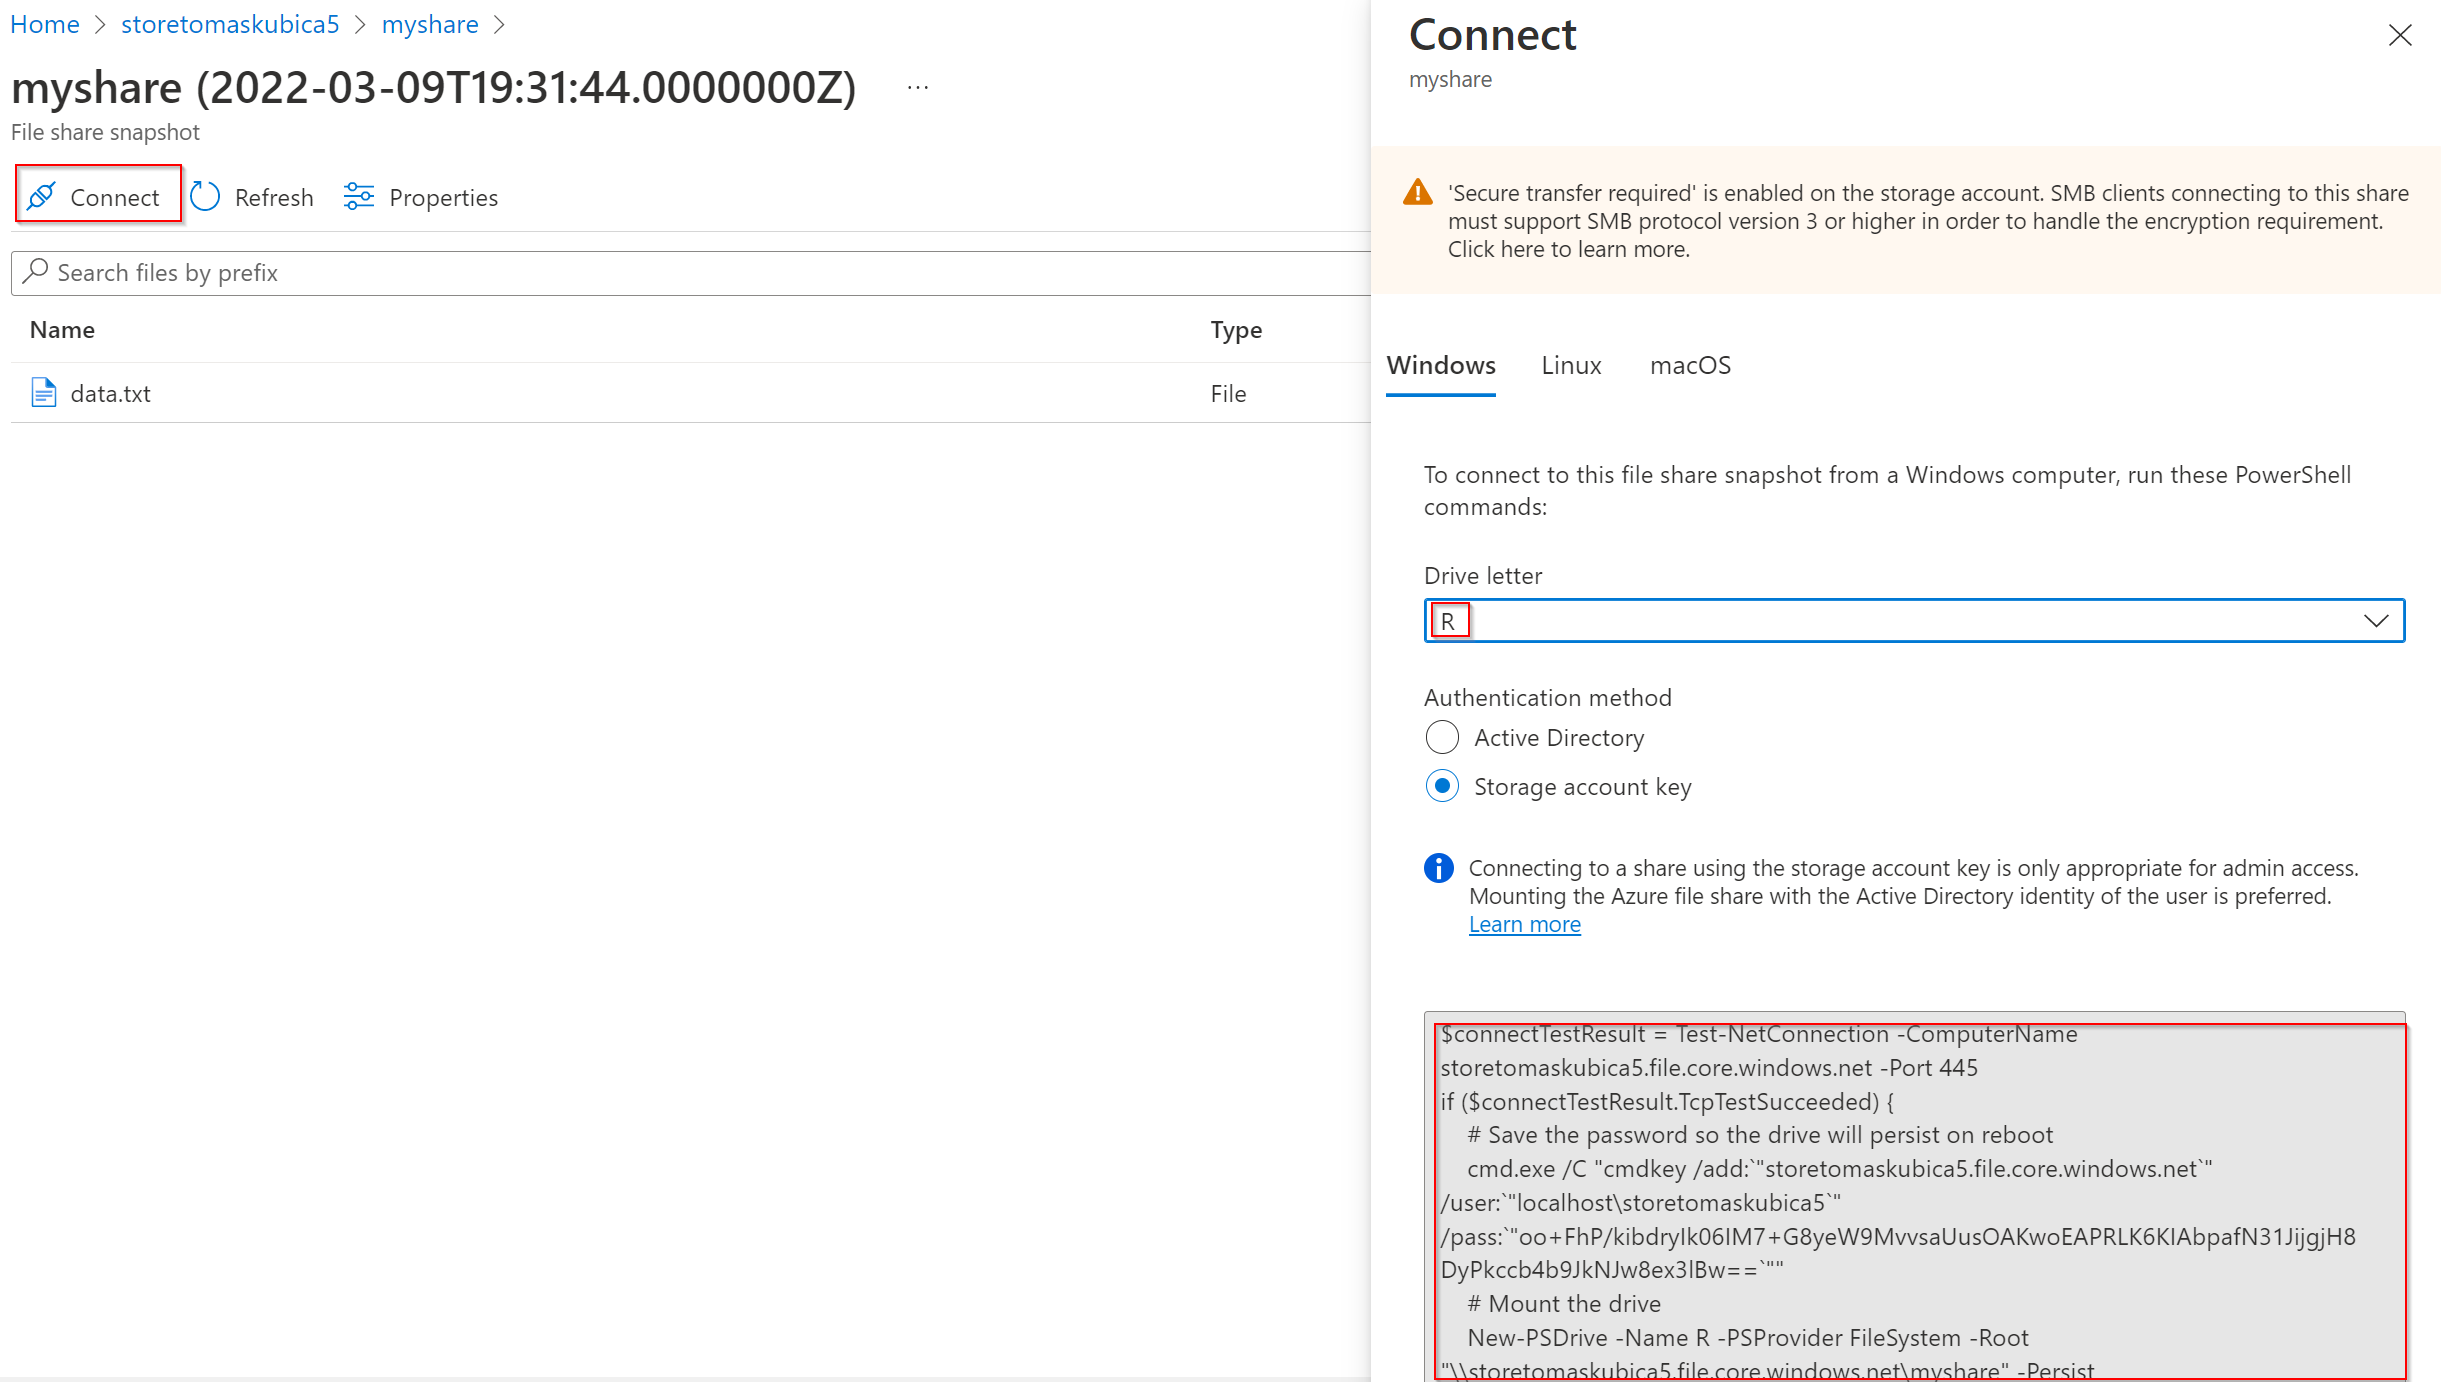 Home > storetomaskubica5 > myshare >
myshare (2022-03-09T19:31:44.0000000Z) ...
File share snapshot
Connect Refresh Properties
Search files by prefix
Name Type
data.txt File
Connect
myshare
'Secure transfer required' is enabled on the storage account. SMB clients connecting to this share
must support SMB protocol version 3 or higher in order to handle the encryption requirement.
Click here to learn more.
Windows Linux macOS
To connect to this file share snapshot from a Windows computer, run these PowerShell
commands:
Drive letter
R
Authentication method
Active Directory
Storage account key
Connecting to a share using the storage account key is only appropriate for admin access.
Mounting the Azure file share with the Active Directory identity of the user is preferred.
Learn more
$connectTestResult = Test-NetConnection -ComputerName
storetomaskubica5.file.core.windows.net -Port 445
if ($connectTestResult.TcpTestSucceeded) {
    # Save the password so the drive will persist on reboot
    cmd.exe /C "cmdkey /add:`"storetomaskubica5.file.core.windows.net`"
/user:`"localhost\storetomaskubica5`"
/pass:`"oo+FhP/kibdryIk06IM7+G8yeW9MvvsaUusOAKwoEAPRLK6KIAbpafN31JijgjH8
DyPkccb4b9JkNJw8ex3lBw==`""
    # Mount the drive
    New-PSDrive -Name R -PSProvider FileSystem -Root
"\\storetomaskubica5.file.core.windows.net\myshare" -Persist